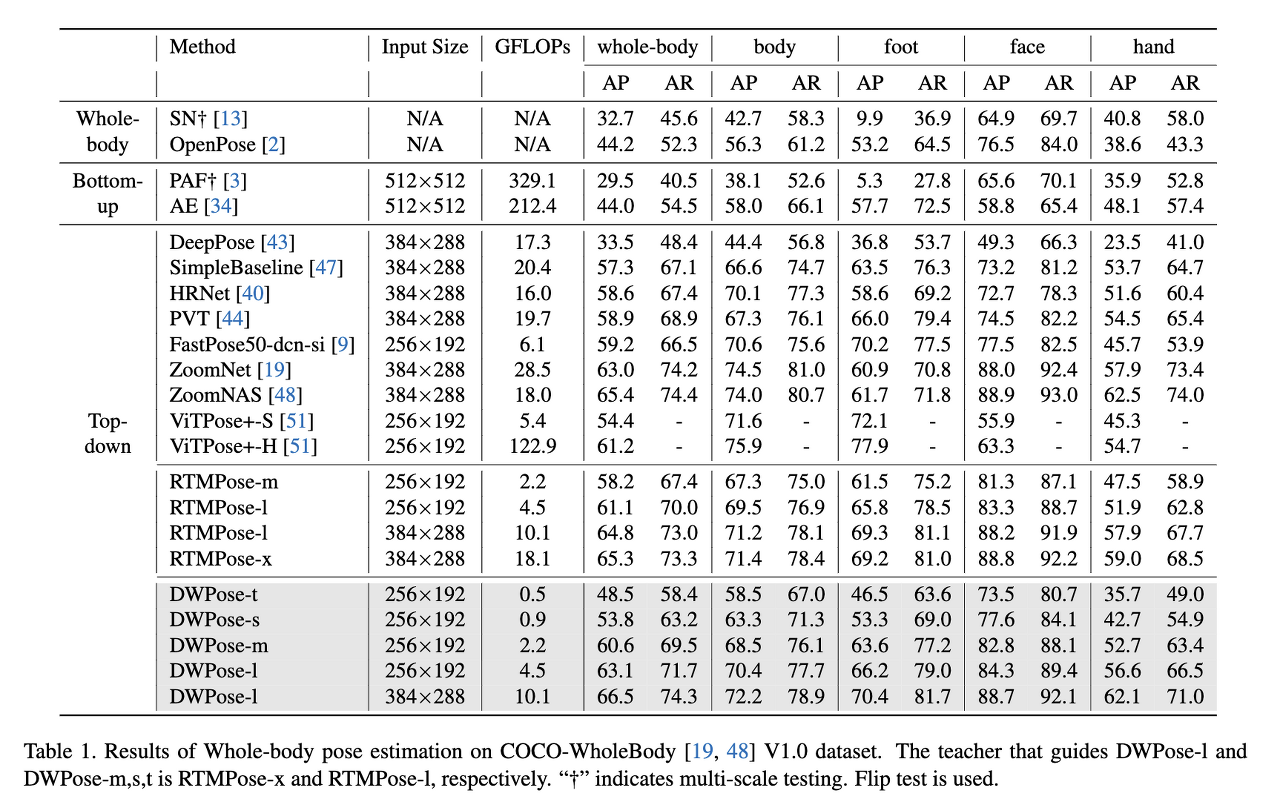 Method Input Size GFLOPs whole-body body foot face hand
AP AR AP AR AP AR AP AR AP AR
Whole- SN† [13] N/A N/A 32.7 45.6 42.7 58.3 9.9 36.9 64.9 69.7 40.8 58.0
body OpenPose [2] N/A N/A 44.2 52.3 56.3 61.2 53.2 64.5 76.5 84.0 38.6 43.3
Bottom- PAF† [3] 512×512 329.1 29.5 40.5 38.1 52.6 5.3 27.8 65.6 70.1 35.9 52.8
up AE [34] 512×512 212.4 44.0 54.5 58.0 66.1 57.7 72.5 58.8 65.4 48.1 57.4
DeepPose [43] 384×288 17.3 33.5 48.4 44.4 56.8 36.8 53.7 49.3 66.3 23.5 41.0
SimpleBaseline [47] 384×288 20.4 57.3 67.1 66.6 74.7 63.5 76.3 73.2 81.2 53.7 64.7
HRNet [40] 384×288 16.0 58.6 67.4 70.1 77.3 58.6 69.2 72.7 78.3 51.6 60.4
PVT [44] 384×288 19.7 58.9 68.9 67.3 76.1 66.0 79.4 74.5 82.2 54.5 65.4
FastPose50-dcn-si [9] 256×192 6.1 59.2 66.5 70.6 75.6 70.2 77.5 77.5 82.5 45.7 53.9
ZoomNet [19] 384×288 28.5 63.0 74.2 74.5 81.0 60.9 70.8 88.0 92.4 57.9 73.4
ZoomNAS [48] 384×288 18.0 65.4 74.4 74.0 80.7 61.7 71.8 88.9 93.0 62.5 74.0
Top- ViTPose+-S [51] 256×192 5.4 54.4 - 71.6 - 72.1 - 55.9 - 45.3 -
down ViTPose+-H [51] 256×192 122.9 61.2 - 75.9 - 77.9 - 63.3 - 54.7 -
RTMPose-m 256×192 2.2 58.2 67.4 67.3 75.0 61.5 75.2 81.3 87.1 47.5 58.9
RTMPose-l 256×192 4.5 61.1 70.0 69.5 76.9 65.8 78.5 83.3 88.7 51.9 62.8
RTMPose-l 384×288 10.1 64.8 73.0 71.2 78.1 69.3 81.1 88.2 91.9 57.9 67.7
RTMPose-x 384×288 18.1 65.3 73.3 71.4 78.4 69.2 81.0 88.8 92.2 59.0 68.5
DWPose-t 256×192 0.5 48.5 58.4 58.5 67.0 46.5 63.6 73.5 80.7 35.7 49.0
DWPose-s 256×192 0.9 53.8 63.2 63.3 71.3 53.3 69.0 77.6 84.1 42.7 54.9
DWPose-m 256×192 2.2 60.6 69.5 68.5 76.1 63.6 77.2 82.8 88.1 52.7 63.4
DWPose-l 256×192 4.5 63.1 71.7 70.4 77.7 66.2 79.0 84.3 89.4 56.6 66.5
DWPose-l 384×288 10.1 66.5 74.3 72.2 78.9 70.4 81.7 88.7 92.1 62.1 71.0
Table 1. Results of Whole-body pose estimation on COCO-WholeBody [19, 48] V1.0 dataset. The teacher that guides DWPose-l and
DWPose-m,s,t is RTMPose-x and RTMPose-l, respectively. “†” indicates multi-scale testing. Flip test is used.